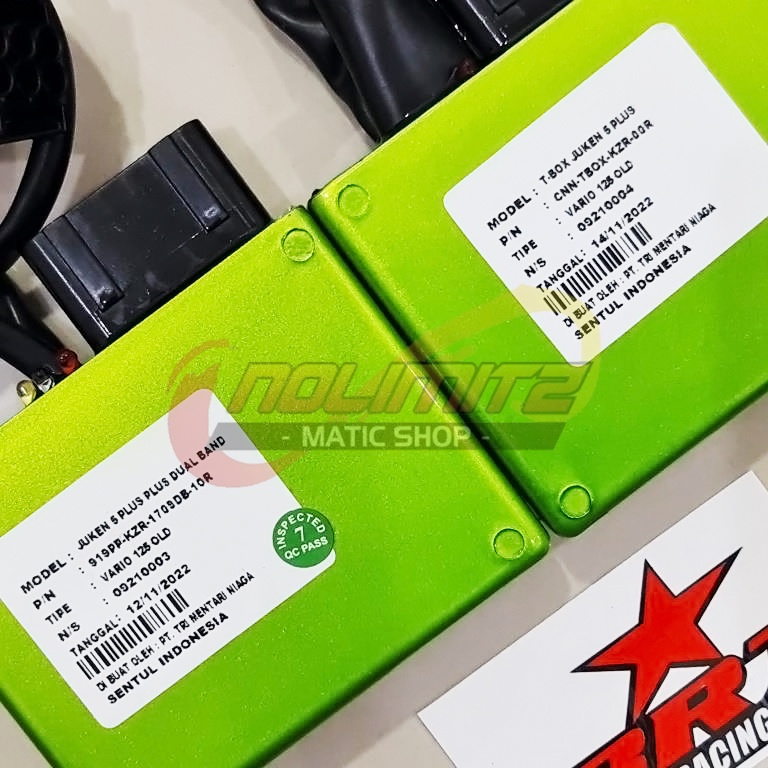 MODEL : T-BOX JUKEN 5 PLUS
P/N : CNN-TBOX-KZR-00R
TIPE : VARIO 125 OLD
N/S : 09210004
TANGGAL : 14/11/2022
DI BUAT OLEH : PT. TRI MENTARI NIAGA
SENTUL INDONESIA
NOLIMITZ
- MATIC SHOP -
MODEL : JUKEN 5 PLUS PLUS DUAL BAND
P/N : 919PP-KZR-1709DB-10R
TIPE : VARIO 125 OLD
N/S : 09210003
TANGGAL : 12/11/2022
DI BUAT OLEH : PT. TRI MENTARI NIAGA
SENTUL INDONESIA
INSPECTED
7
QC PASS
BRT
RACING